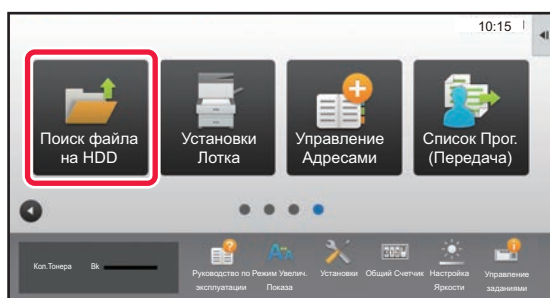 10:15
Поиск файла
на HDD
Установки
Лотка
Управление
Адресами
Список Прог.
(Передача)
Кол.Тонера Bk
Руководство по
эксплуатации
Режим Увелич.
Показа
Установки
Общий Счетчик
Настройка
Яркости
Управление
заданиями